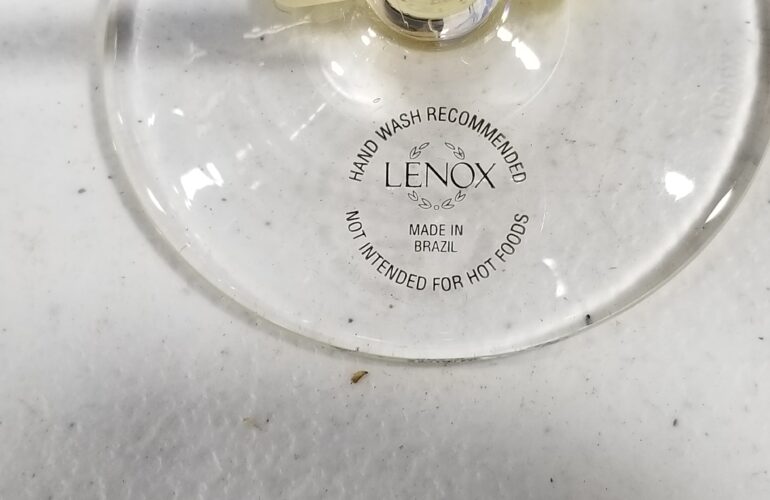 HAND WASH RECOMMENDED
LENOX
MADE IN
BRAZIL
NOT INTENDED FOR HOT FOODS